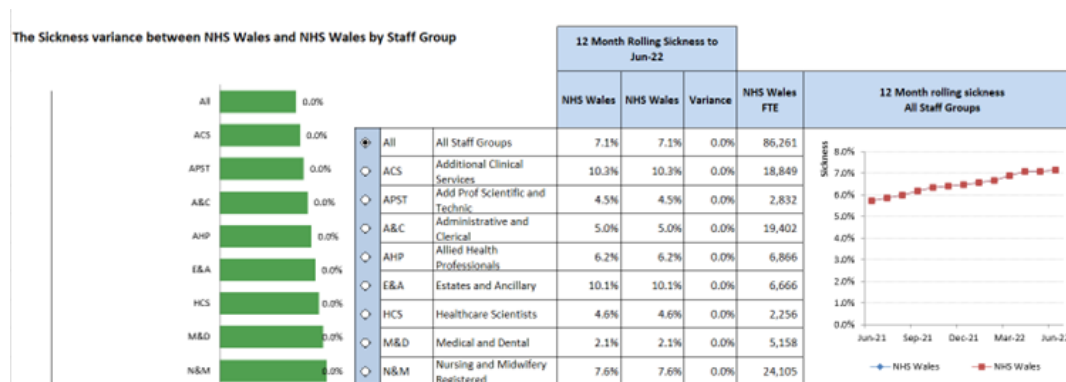 The Sickness variance between NHS Wales and NHS Wales by Staff Group
All 0.0%
ACS 0.0%
APST 0.0%
A&C 0.0%
AHP 0.0%
E&A 0.0%
HCS 0.0%
M&D 0.0%
N&M 0.0%
12 Month Rolling Sickness to
Jun-22
NHS Wales NHS Wales Variance NHS Wales
FTE
All All Staff Groups 7.1% 7.1% 0.0% 86,261
ACS Additional Clinical
Services 10.3% 10.3% 0.0% 18,849
APST Add Prof Scientific and
Technic 4.5% 4.5% 0.0% 2,832
A&C Administrative and
Clerical 5.0% 5.0% 0.0% 19,402
AHP Allied Health
Professionals 6.2% 6.2% 0.0% 6,866
E&A Estates and Ancillary 10.1% 10.1% 0.0% 6,666
HCS Healthcare Scientists 4.6% 4.6% 0.0% 2,256
M&D Medical and Dental 2.1% 2.1% 0.0% 5,158
N&M Nursing and Midwifery
Registered 7.6% 7.6% 0.0% 24,105
12 Month rolling sickness
All Staff Groups
Sickness
8.0%
7.0%
6.0%
5.0%
4.0%
3.0%
2.0%
1.0%
0.0%
Jun-21 Sep-21 Dec-21 Mar-22 Jun-22
NHS Wales NHS Wales